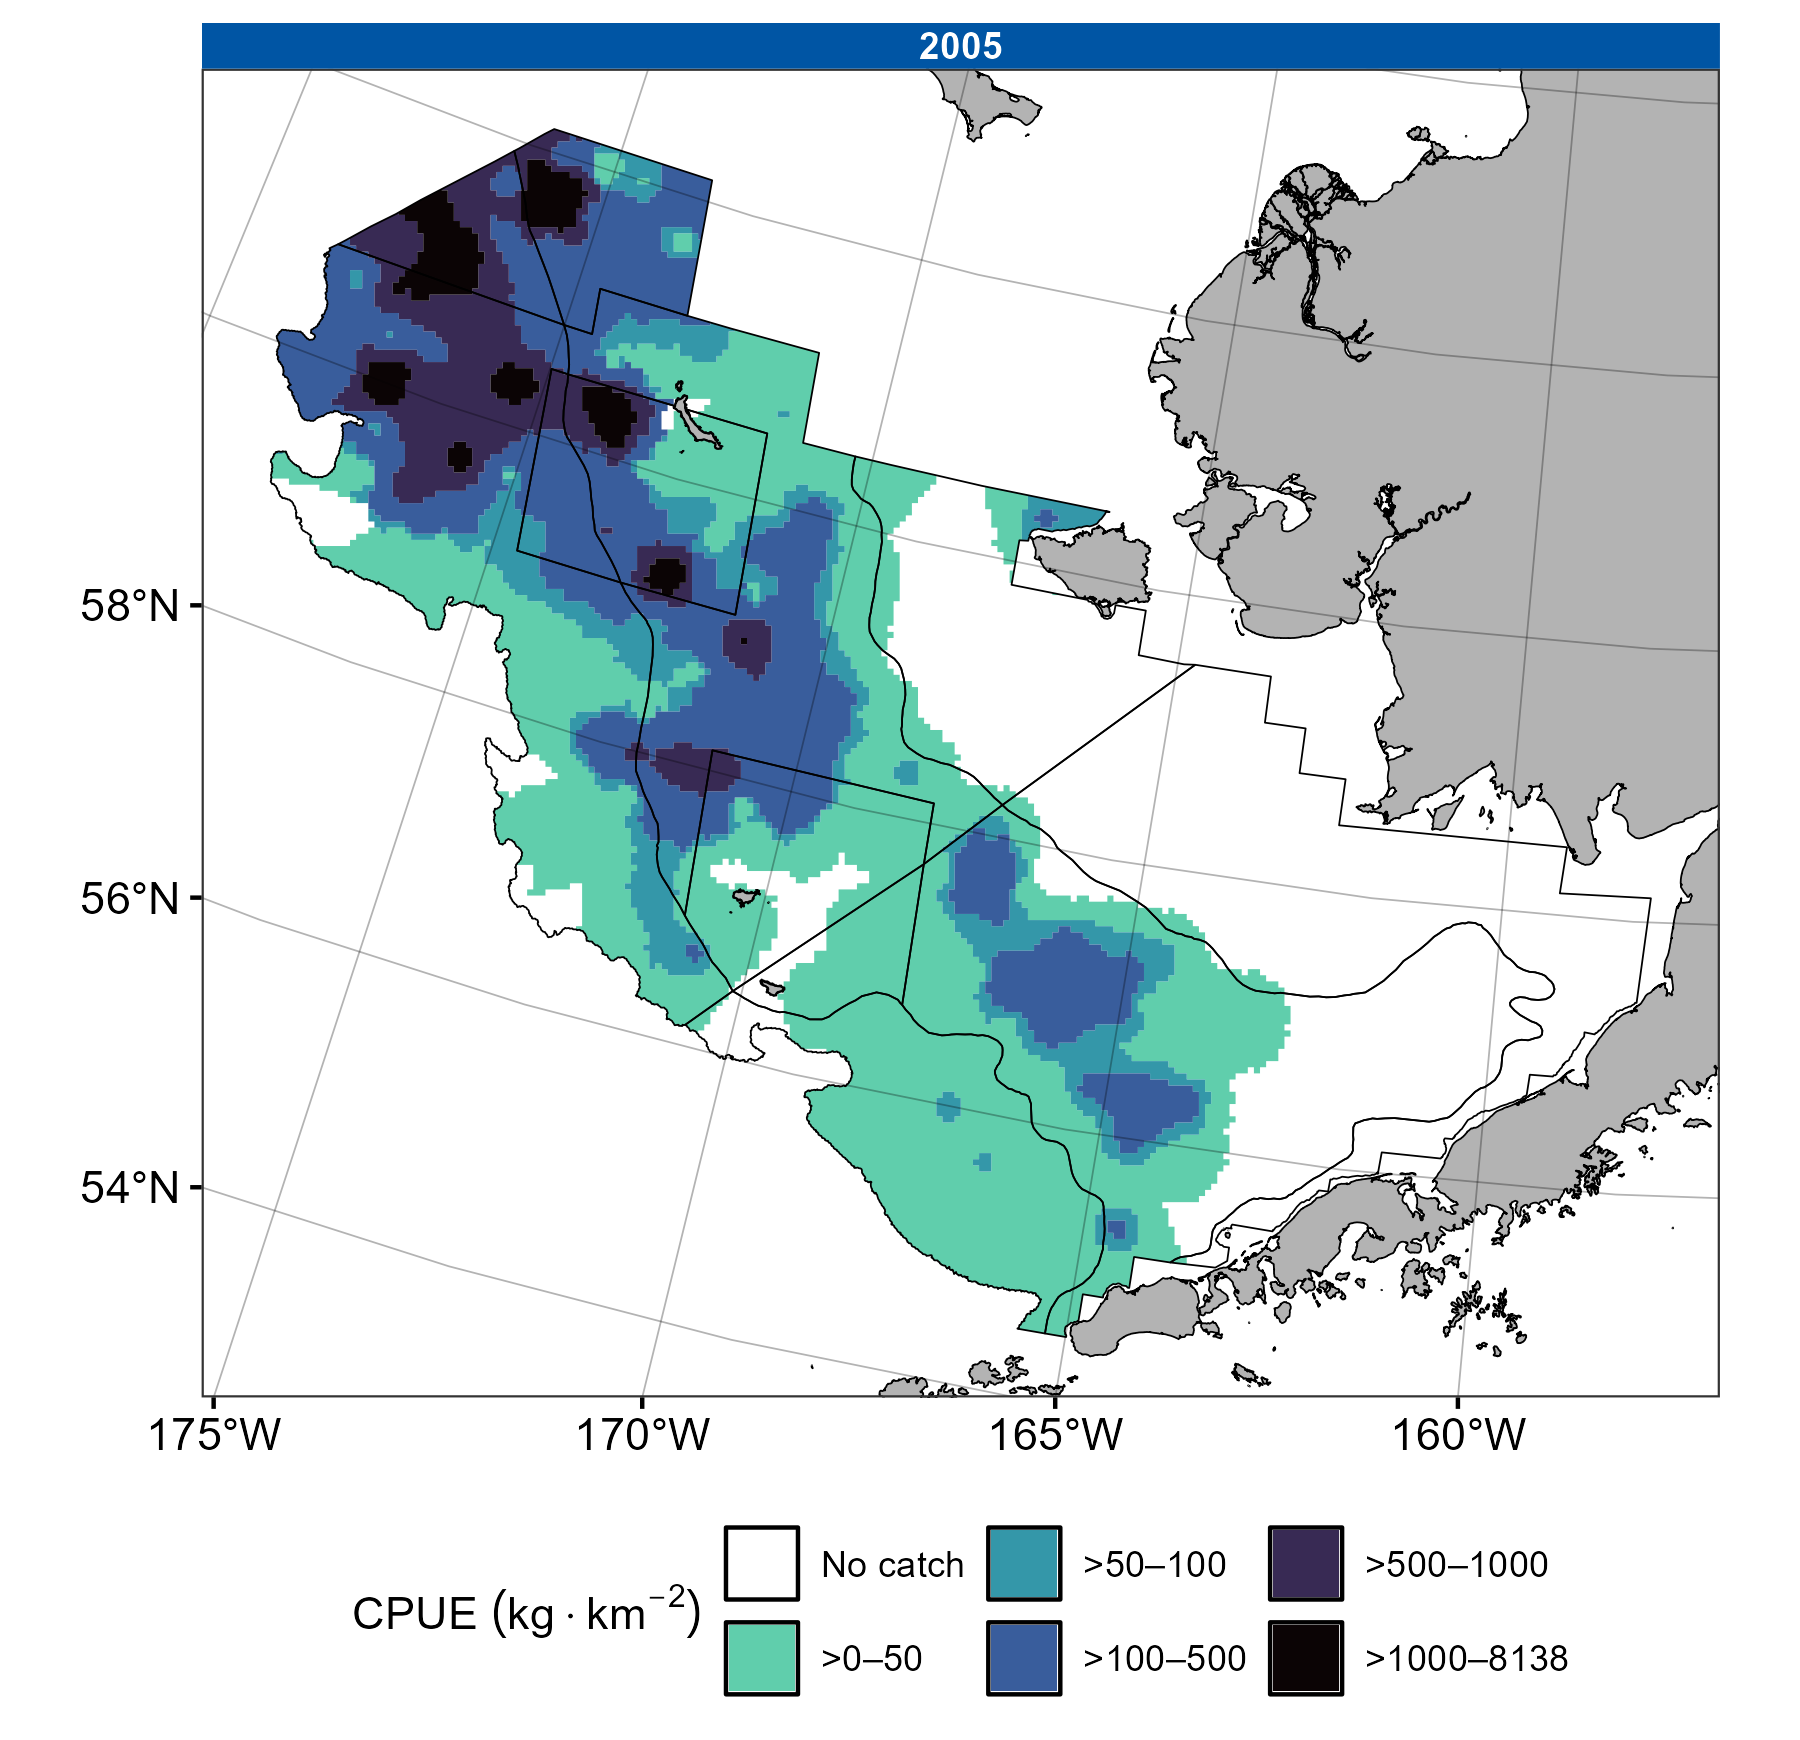 2005
58°N
56°N
54°N
175°W 170°W 165°W 160°W
No catch >50–100 >500–1000
CPUE (kg · km⁻²)
>0–50 >100–500 >1000–8138